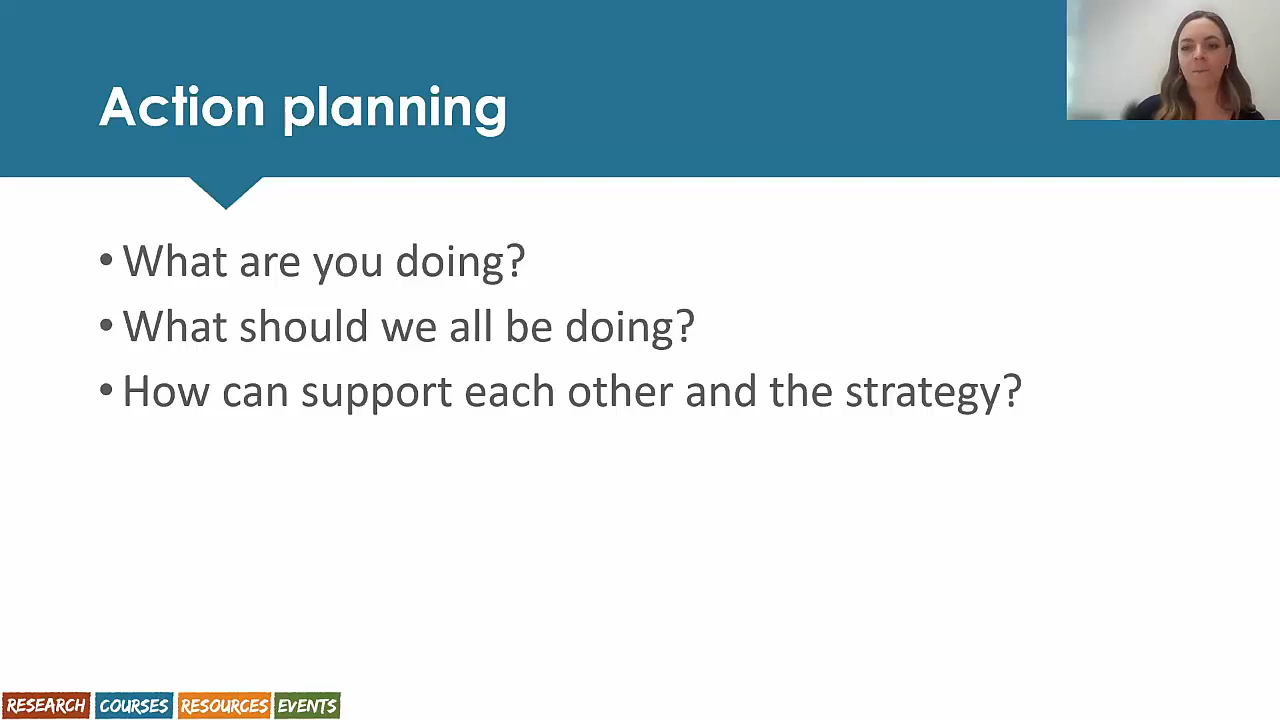 Action planning
• What are you doing?
• What should we all be doing?
• How can support each other and the strategy?
RESEARCH COURSES RESOURCES EVENTS